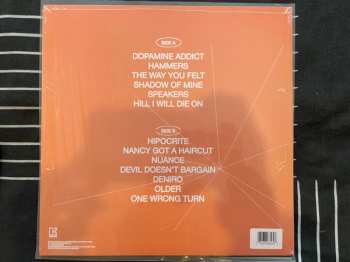 SIDE A
DOPAMINE ADDICT
HAMMERS
THE WAY YOU FELT
SHADOW OF MINE
SPEAKERS
HILL I WILL DIE ON
SIDE B
HIPOCRITE
NANCY GOT A HAIRCUT
NUANCE
DEVIL DOESN'T BARGAIN
DENIRO
OLDER
ONE WRONG TURN